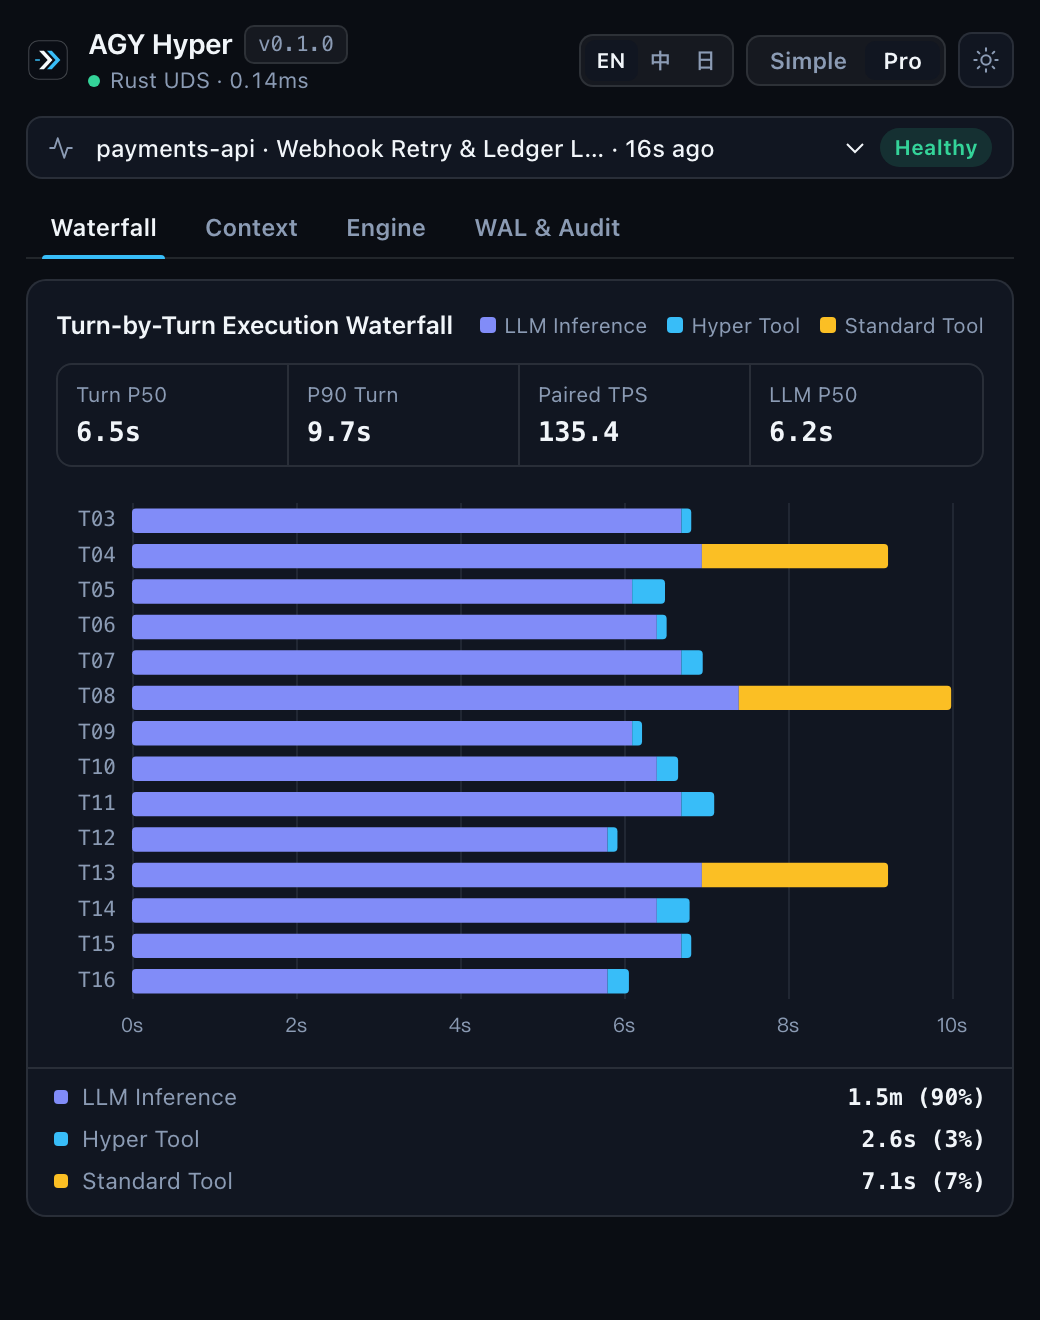 AGY Hyper v0.1.0
Rust UDS · 0.14ms
EN 中 日
Simple Pro
payments-api · Webhook Retry & Ledger L... · 16s ago
Healthy
Waterfall Context Engine WAL & Audit
Turn-by-Turn Execution Waterfall
LLM Inference Hyper Tool Standard Tool
Turn P50 P90 Turn Paired TPS LLM P50
6.5s 9.7s 135.4 6.2s
T03
T04
T05
T06
T07
T08
T09
T10
T11
T12
T13
T14
T15
T16
0s 2s 4s 6s 8s 10s
LLM Inference 1.5m (90%)
Hyper Tool 2.6s (3%)
Standard Tool 7.1s (7%)